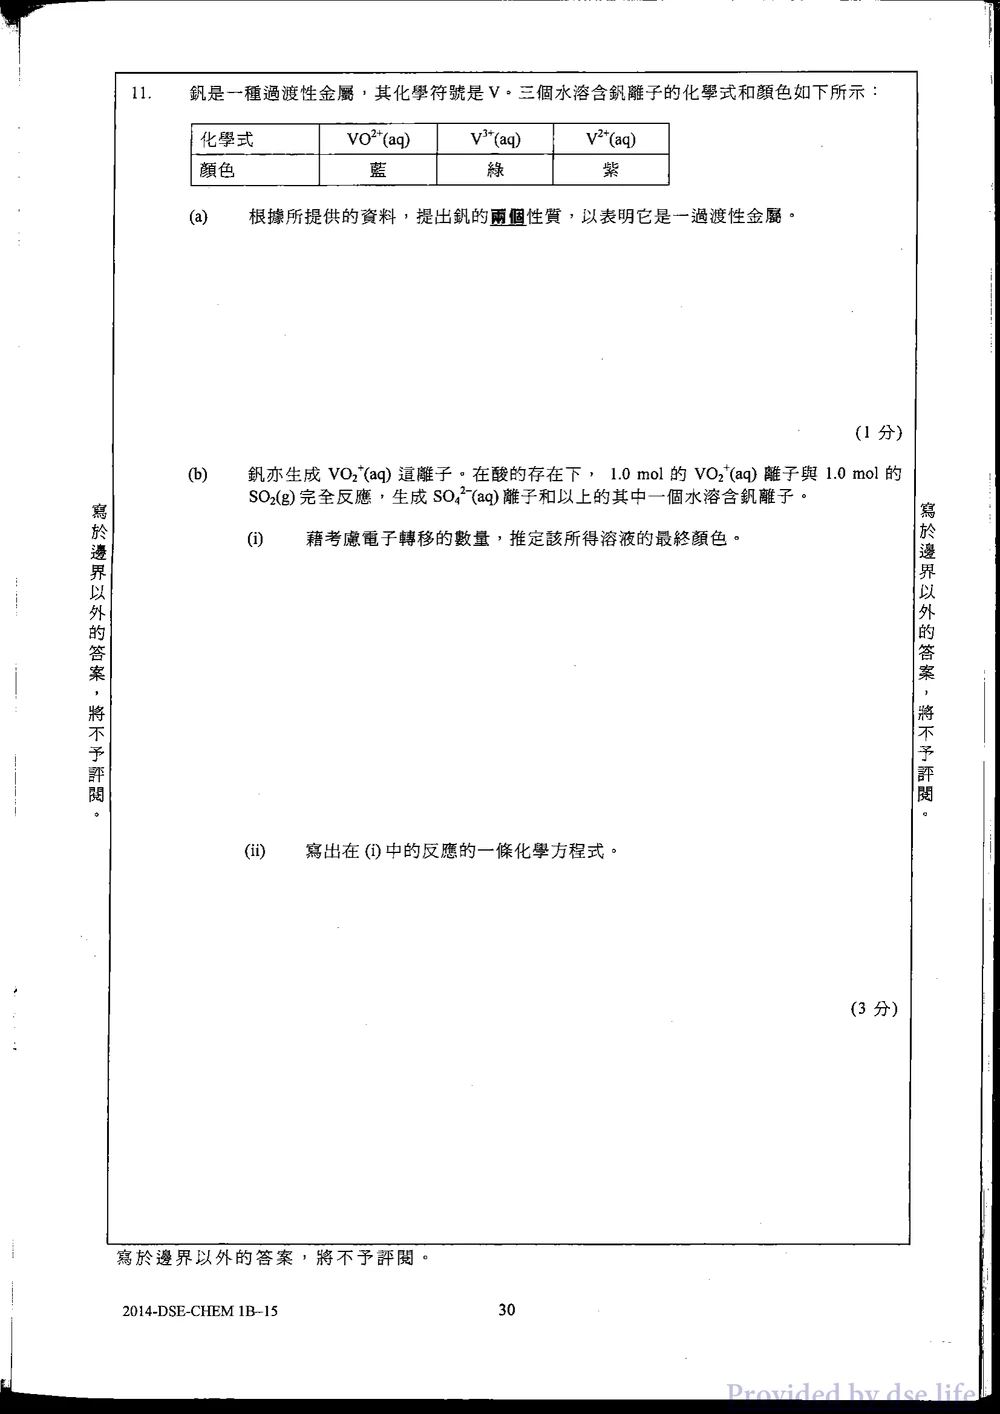 11. 釩是一種過渡性金屬，其化學符號是 V。三個水溶含釩離子的化學式和顏色如下所示：
化學式 VO²⁺(aq) V³⁺(aq) V²⁺(aq)
顏色 藍 綠 紫
(a) 根據所提供的資料，提出釩的兩個性質，以表明它是一過渡性金屬。
(1 分)
(b) 釩亦生成 VO₂⁺(aq) 這離子。在酸的存在下， 1.0 mol 的 VO₂⁺(aq) 離子與 1.0 mol 的
SO₂(g) 完全反應，生成 SO₄²⁻(aq) 離子和以上的其中一個水溶含釩離子。
(i) 藉考慮電子轉移的數量，推定該所得溶液的最終顏色。
(ii) 寫出在 (i) 中的反應的一條化學方程式。
(3 分)
寫於邊界以外的答案，將不予評閱。
寫於邊界以外的答案，將不予評閱。
寫於邊界以外的答案，將不予評閱。
2014-DSE-CHEM 1B–15 30
Provided by dse.life